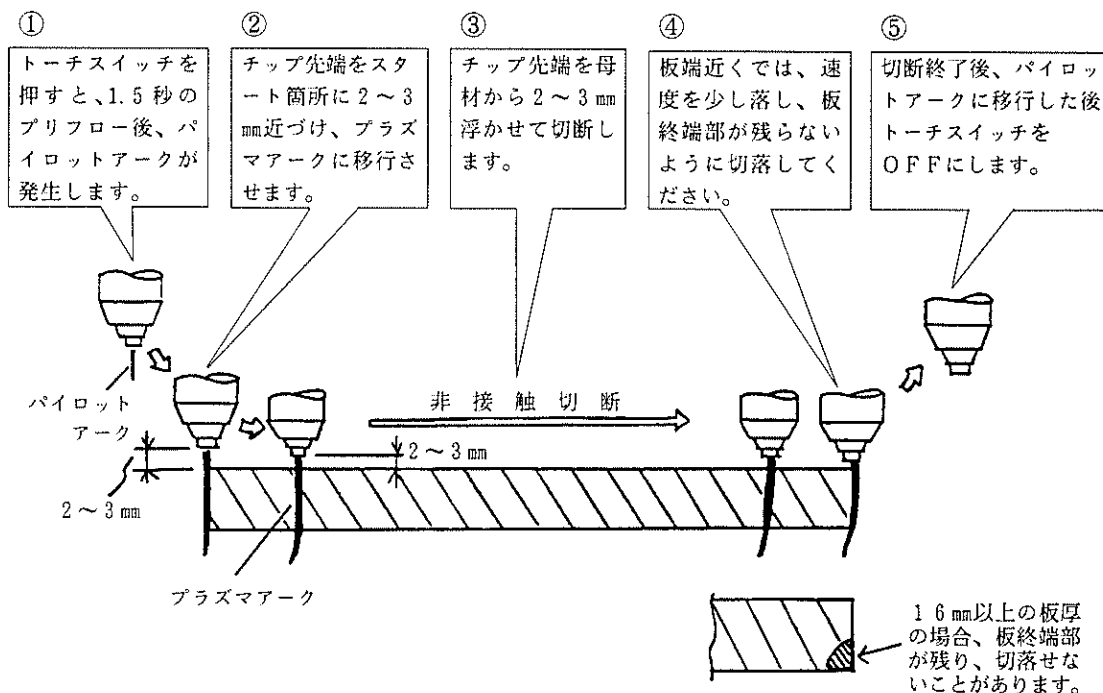 ①
トーチスイッチを
押すと、1.5秒の
プリフロー後、パ
イロットアークが
発生します。
②
チップ先端をスタ
ート箇所に2～3
mm近づけ、プラズ
マアークに移行さ
せます。
③
チップ先端を母
材から2～3mm
浮かせて切断し
ます。
④
板端近くでは、速
度を少し落し、板
終端部が残らない
ように切落してく
ださい。
⑤
切断終了後、パイロッ
トアークに移行した後
トーチスイッチを
OFFにします。
パイロット
アーク
2～3mm
非接触切断
2～3mm
プラズマアーク
16mm以上の板厚
の場合、板終端部
が残り、切落せな
いことがあります。